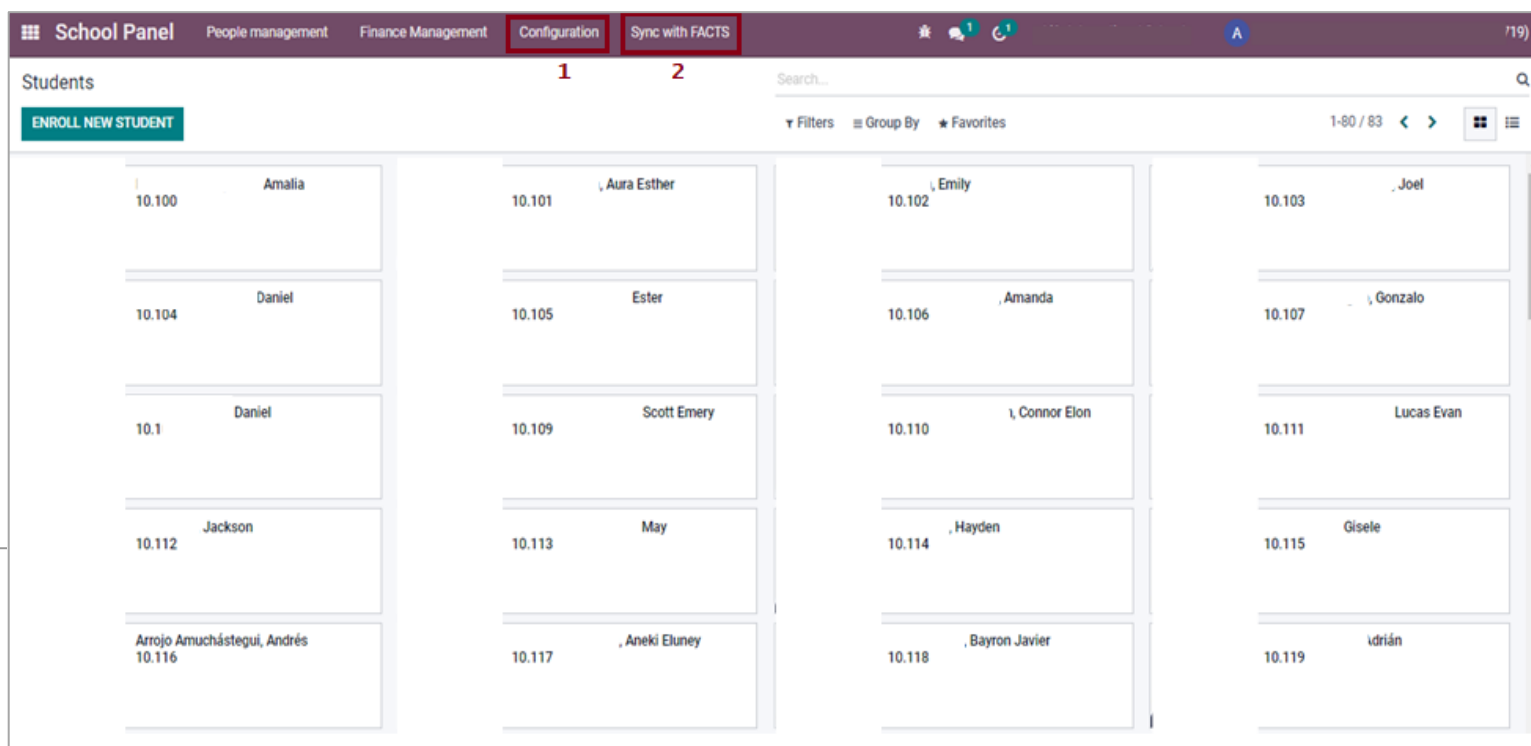 School Panel People management Finance Management Configuration Sync with FACTS 1 1 A /19)
1 2
Students Search...
ENROLL NEW STUDENT Filters Group By Favorites 1-80 / 83
Amalia
10.100
, Aura Esther
10.101
, Emily
10.102
, Joel
10.103
Daniel
10.104
Ester
10.105
, Amanda
10.106
, Gonzalo
10.107
Daniel
10.1
Scott Emery
10.109
, Connor Elon
10.110
Lucas Evan
10.111
Jackson
10.112
May
10.113
, Hayden
10.114
Gisele
10.115
Arrojo Amuchástegui, Andrés
10.116
, Aneki Eluney
10.117
, Bayron Javier
10.118
Adrián
10.119